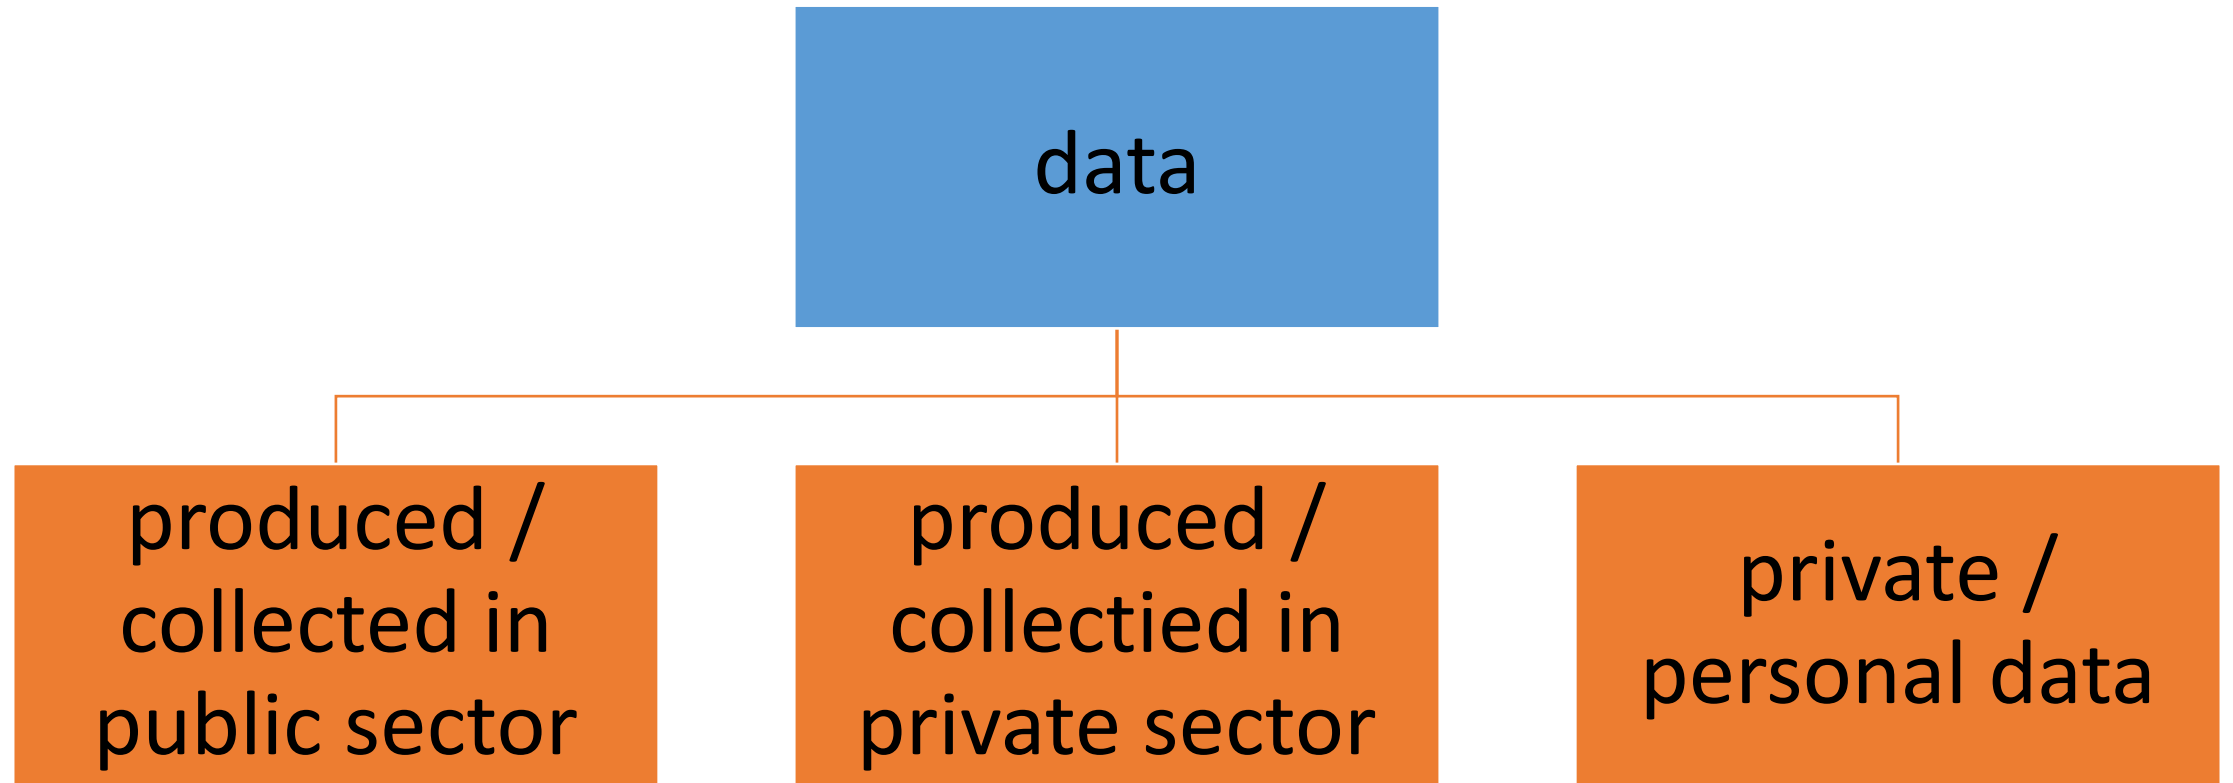 data
produced /
collected in
public sector
produced /
collectied in
private sector
private /
personal data